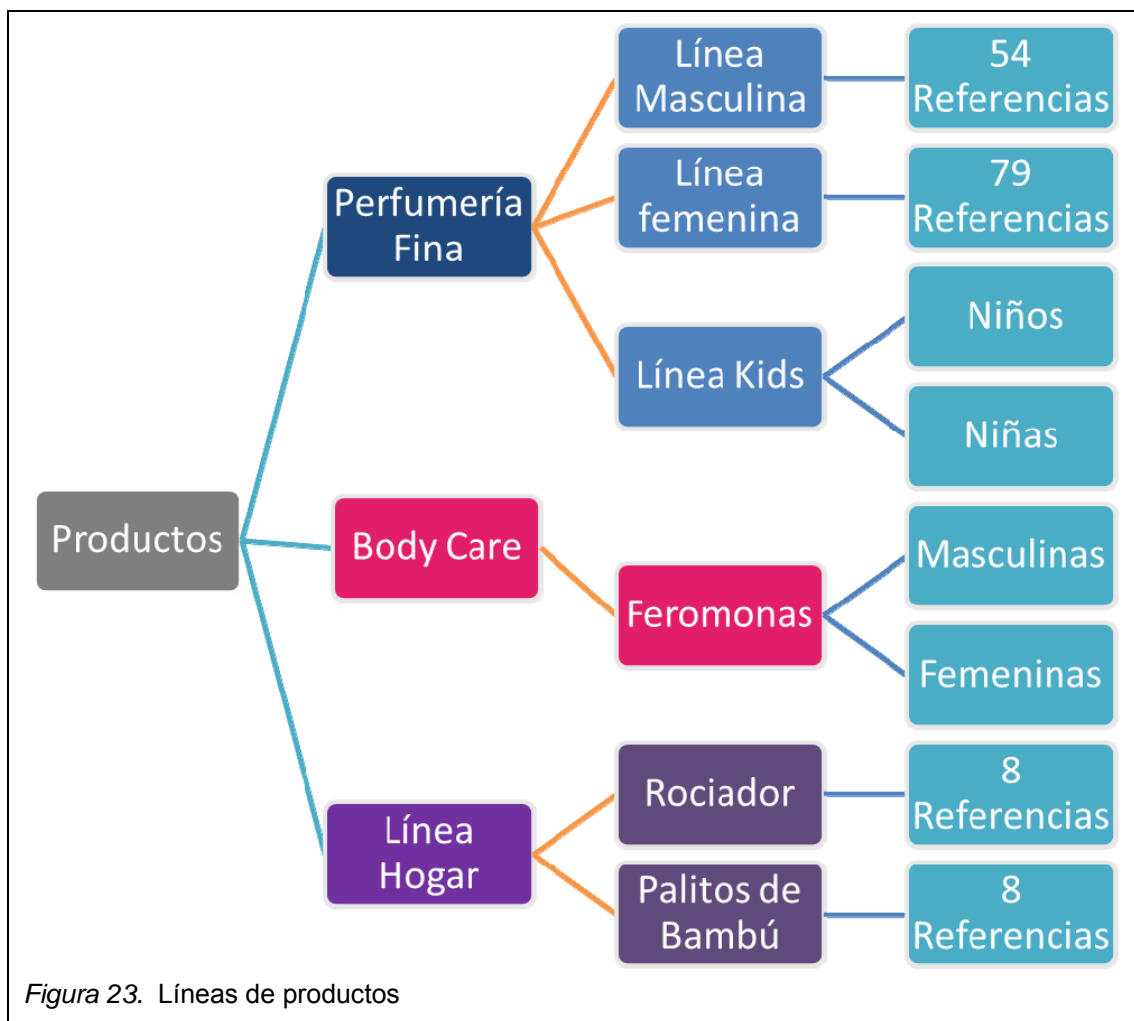 Productos
Perfumería
Fina
Línea
Masculina
54
Referencias
Línea
femenina
79
Referencias
Línea Kids
Niños
Niñas
Body Care
Feromonas
Masculinas
Femeninas
Línea
Hogar
Rociador
8
Referencias
Palitos de
Bambú
8
Referencias
Figura 23. Líneas de productos